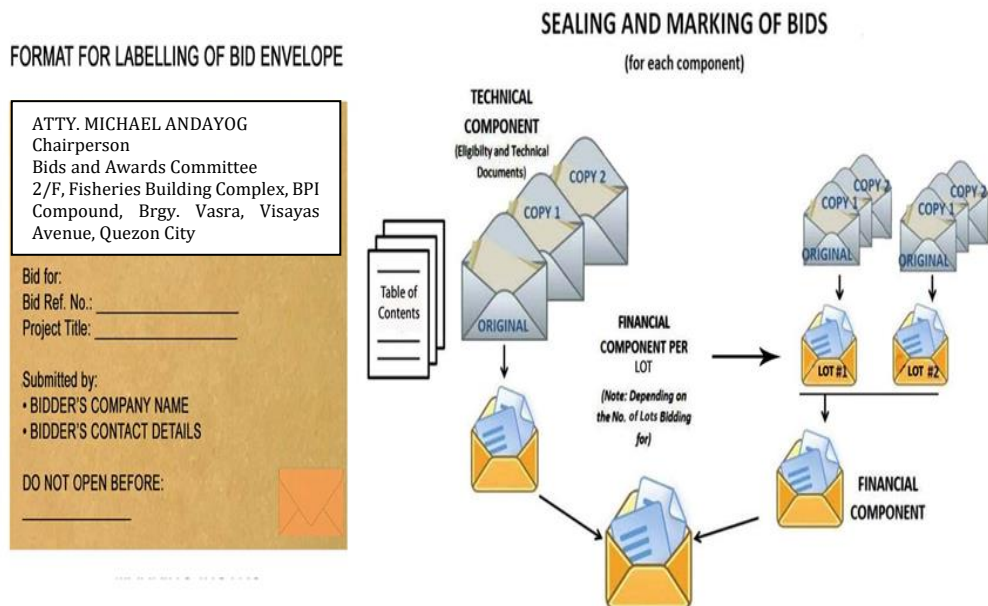 SEALING AND MARKING OF BIDS
(for each component)
FORMAT FOR LABELLING OF BID ENVELOPE
ATTY. MICHAEL ANDAYOG
Chairperson
Bids and Awards Committee
2/F, Fisheries Building Complex, BPI
Compound, Brgy. Vasra, Visayas
Avenue, Quezon City
Bid for:
Bid Ref. No.: ____________________
Project Title: ____________________
Submitted by:
• BIDDER'S COMPANY NAME
• BIDDER'S CONTACT DETAILS
DO NOT OPEN BEFORE:
_______________
TECHNICAL
COMPONENT
(Eligibilty and Technical
Documents)
COPY 2
COPY 1
ORIGINAL
Table of
Contents
FINANCIAL
COMPONENT PER
LOT
(Note: Depending on
the No. of Lots Bidding
for)
COPY 2
COPY 1
ORIGINAL
COPY 2
COPY 1
ORIGINAL
LOT #1
LOT #2
FINANCIAL
COMPONENT